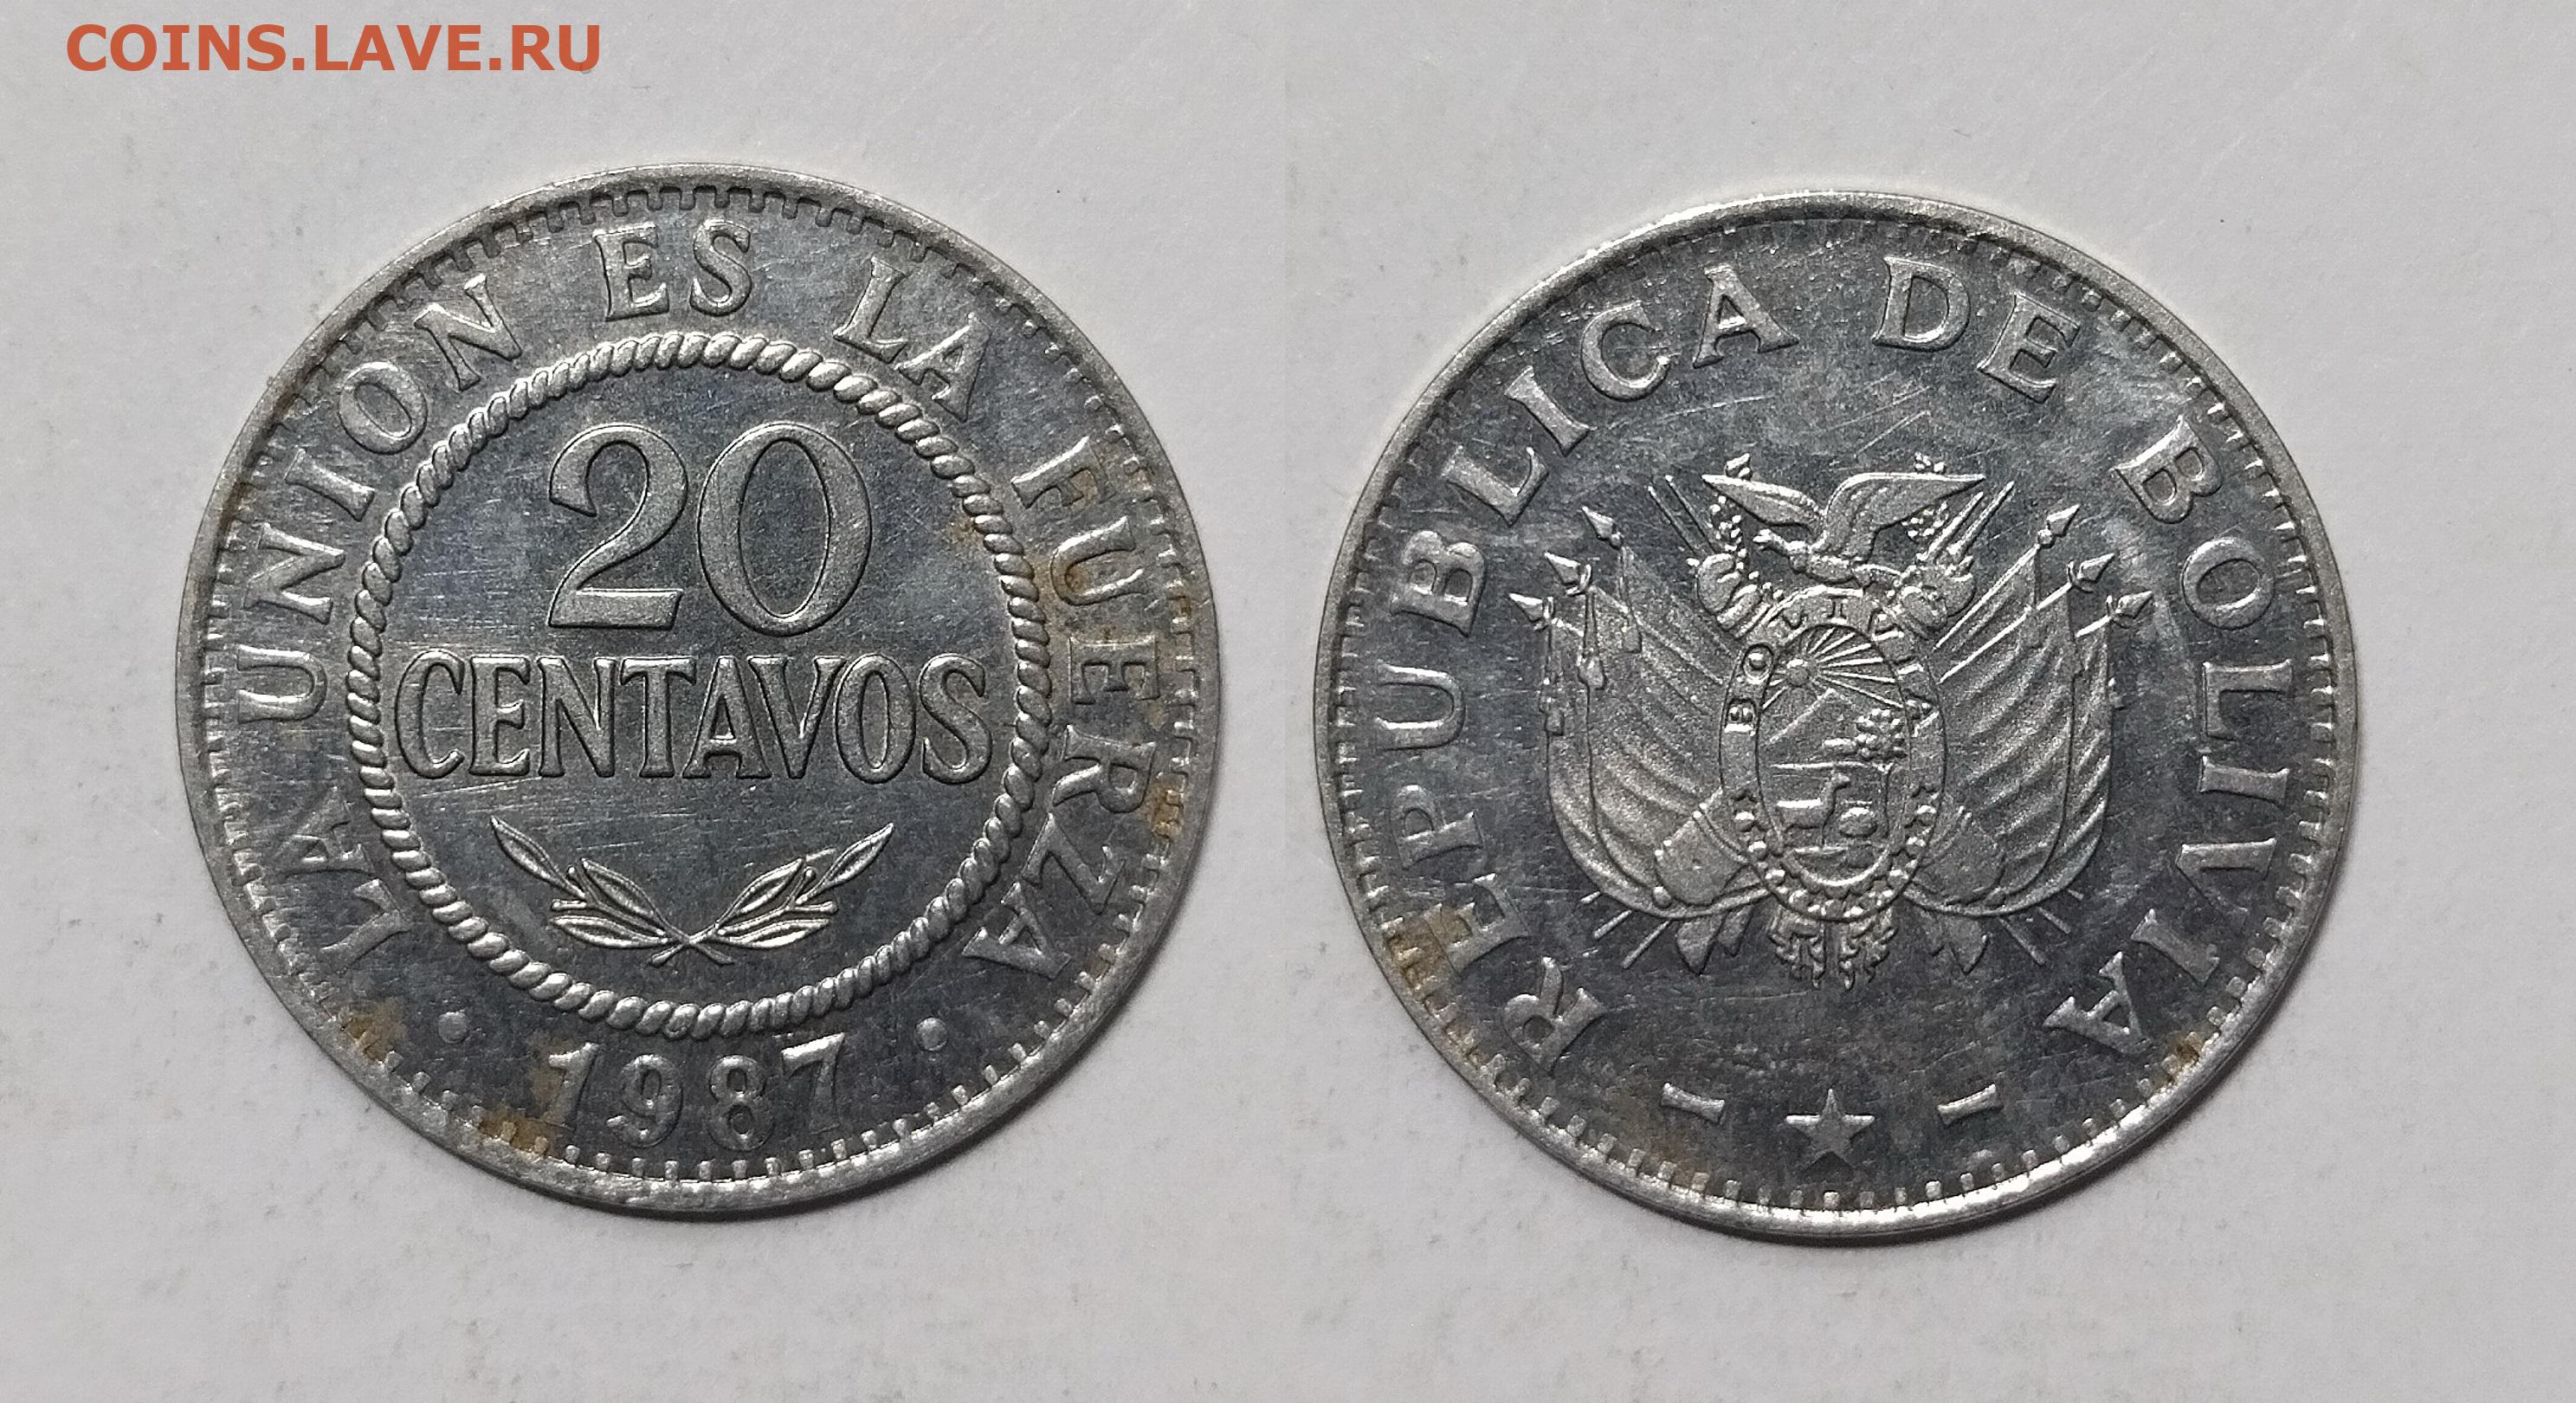 COINS.LAVE.RU
LA UNION ES LA FUERZA
20
CENTAVOS
• 1987 •
REPUBLICA DE BOLIVIA
BOLIVIA